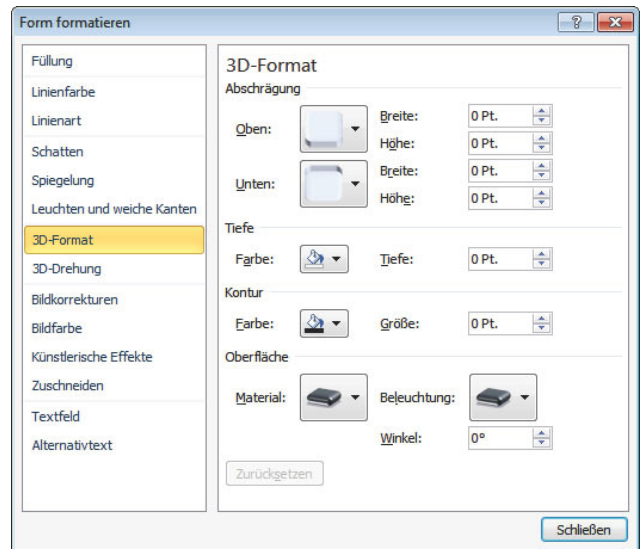 Form formatieren
Füllung
Linienfarbe
Linienart
Schatten
Spiegelung
Leuchten und weiche Kanten
3D-Format
3D-Drehung
Bildkorrekturen
Bildfarbe
Künstlerische Effekte
Zuschneiden
Textfeld
Alternativtext
3D-Format
Abschrägung
Oben:
Breite: 0 Pt.
Höhe: 0 Pt.
Unten:
Breite: 0 Pt.
Höhe: 0 Pt.
Tiefe
Farbe: Tiefe: 0 Pt.
Kontur
Farbe: Größe: 0 Pt.
Oberfläche
Material: Beleuchtung:
Winkel: 0°
Zurücksetzen
Schließen